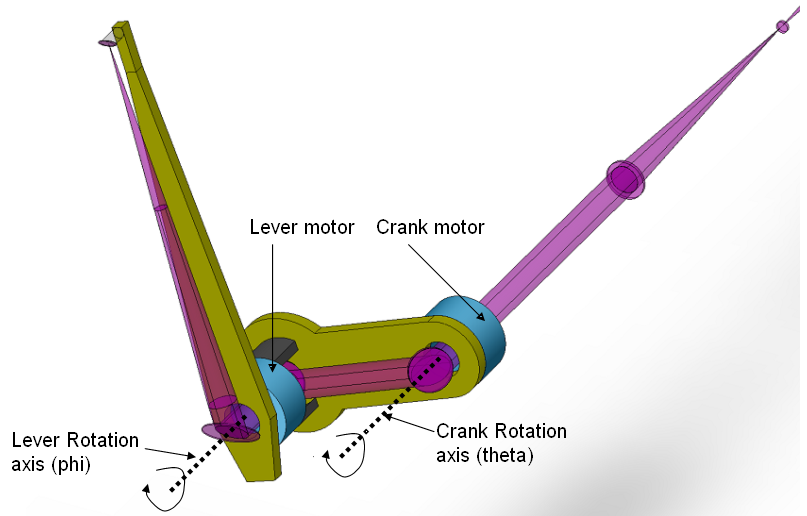 Lever motor
Crank motor
Lever Rotation
axis (phi)
Crank Rotation
axis (theta)